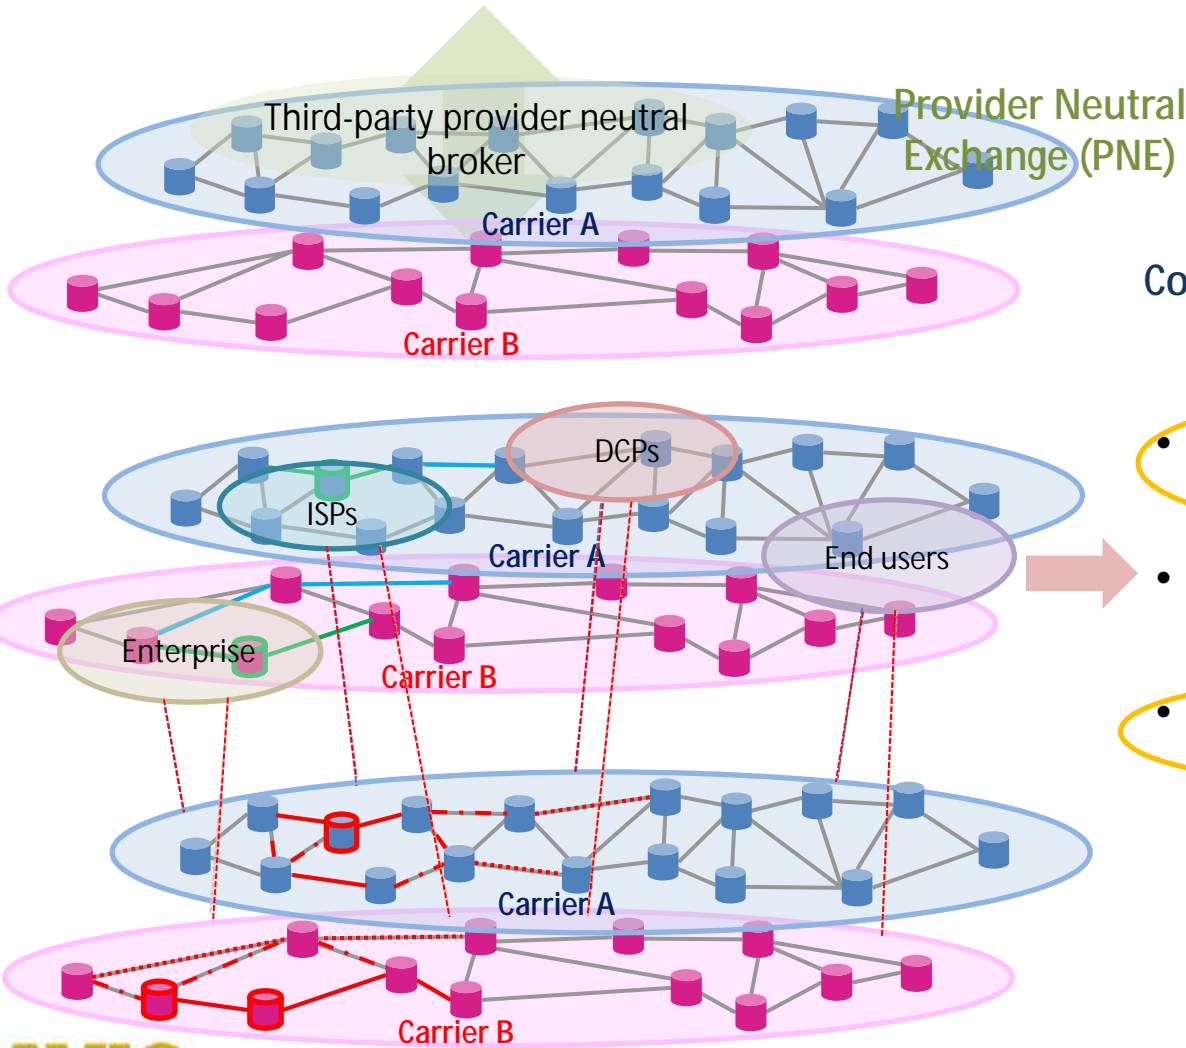 Third-party provider neutral
broker
Provider Neutral
Exchange (PNE)
Carrier A
Co
Carrier B
DCPs
ISPs
Carrier A
End users
Enterprise
Carrier B
Carrier A
Carrier B